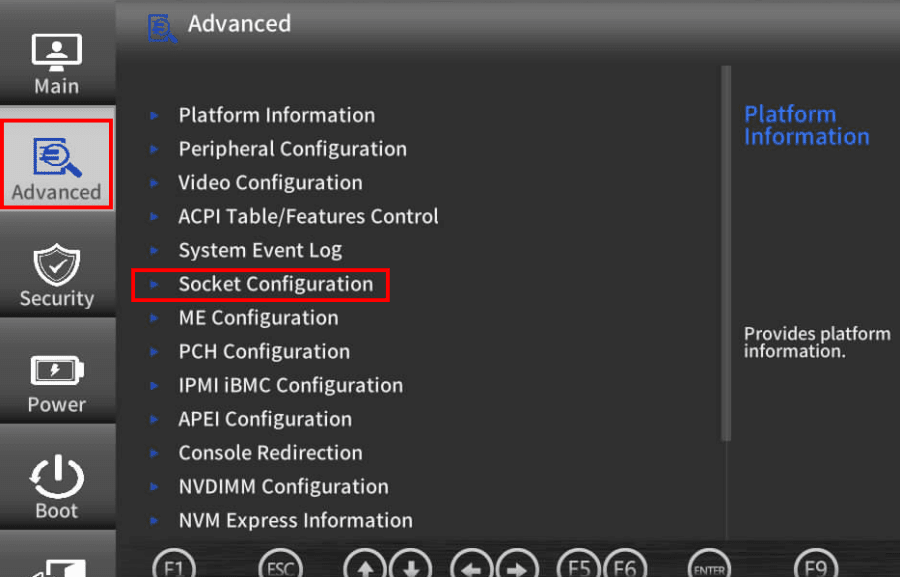 Advanced
Main
Advanced
Security
Power
Boot
Platform Information
Peripheral Configuration
Video Configuration
ACPI Table/Features Control
System Event Log
Socket Configuration
ME Configuration
PCH Configuration
IPMI iBMC Configuration
APEI Configuration
Console Redirection
NVDIMM Configuration
NVM Express Information
Platform
Information
Provides platform
information.
F1 ESC F5 F6 ENTER F9